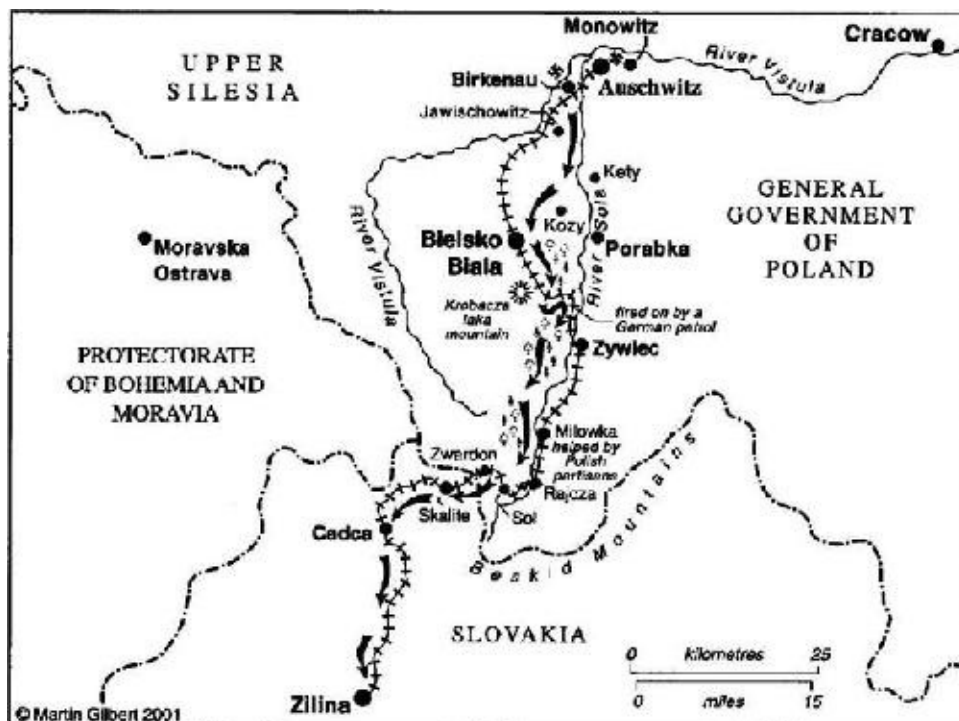 Monowitz
Cracow
UPPER
SILESIA
River Vistula
Birkenau
Auschwitz
Jawischowitz
Kety
GENERAL
GOVERNMENT
OF
POLAND
Kozy
River Sola
Moravska
Ostrava
River Vistula
Bielsko
Biala
Porabka
Krobacza
laka
mountain
fired on by a
German patrol
Zywiec
PROTECTORATE
OF BOHEMIA AND
MORAVIA
Milowka
helped by
Polish
partisans
Zwardon
Rajcza
Skalite
Sol
Cadca
Beskid Mountains
SLOVAKIA
0 kilometres 25
0 miles 15
Zilina
© Martin Gilbert 2001